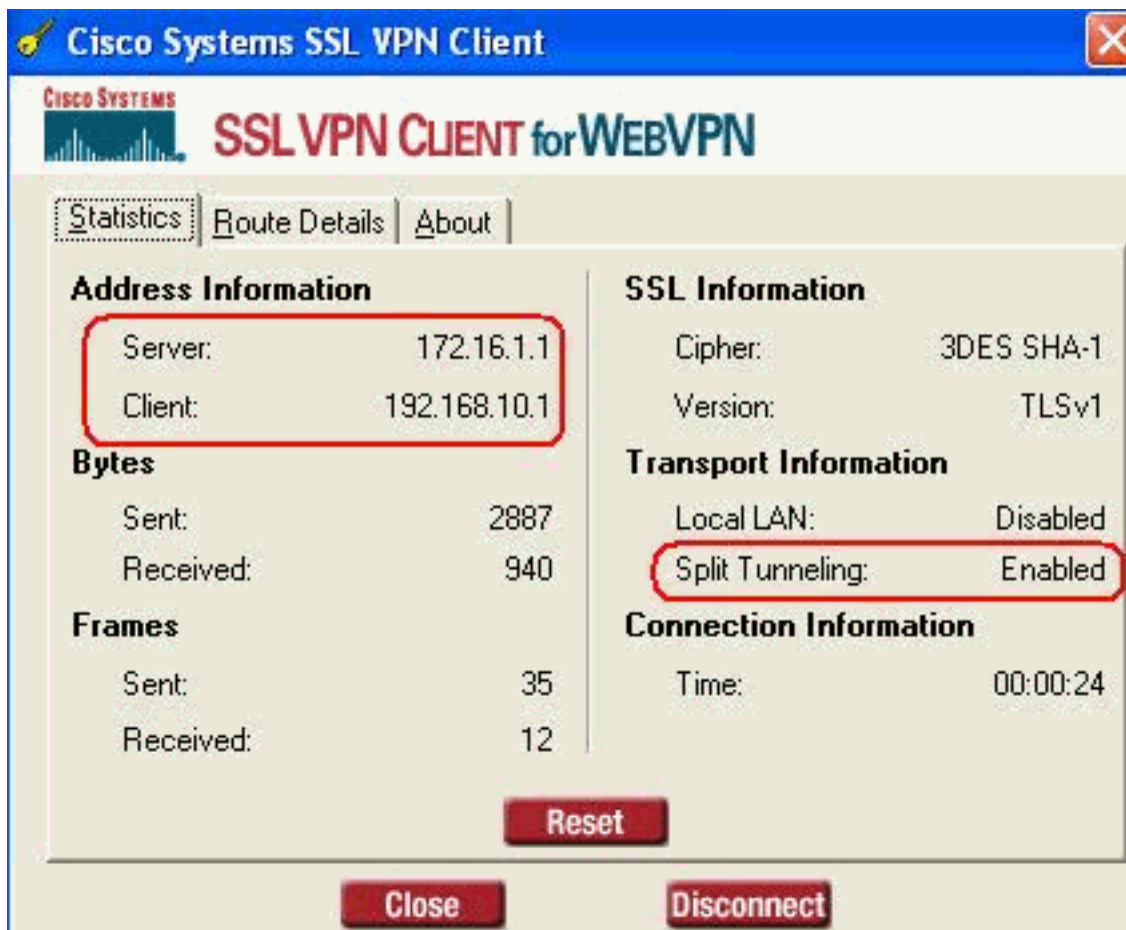 Cisco Systems SSL VPN Client
CISCO SYSTEMS
SSL VPN CLIENT for WEBVPN
Statistics Route Details About
Address Information
Server: 172.16.1.1
Client: 192.168.10.1
Bytes
Sent: 2887
Received: 940
Frames
Sent: 35
Received: 12
SSL Information
Cipher: 3DES SHA-1
Version: TLSv1
Transport Information
Local LAN: Disabled
Split Tunneling: Enabled
Connection Information
Time: 00:00:24
Reset
Close Disconnect